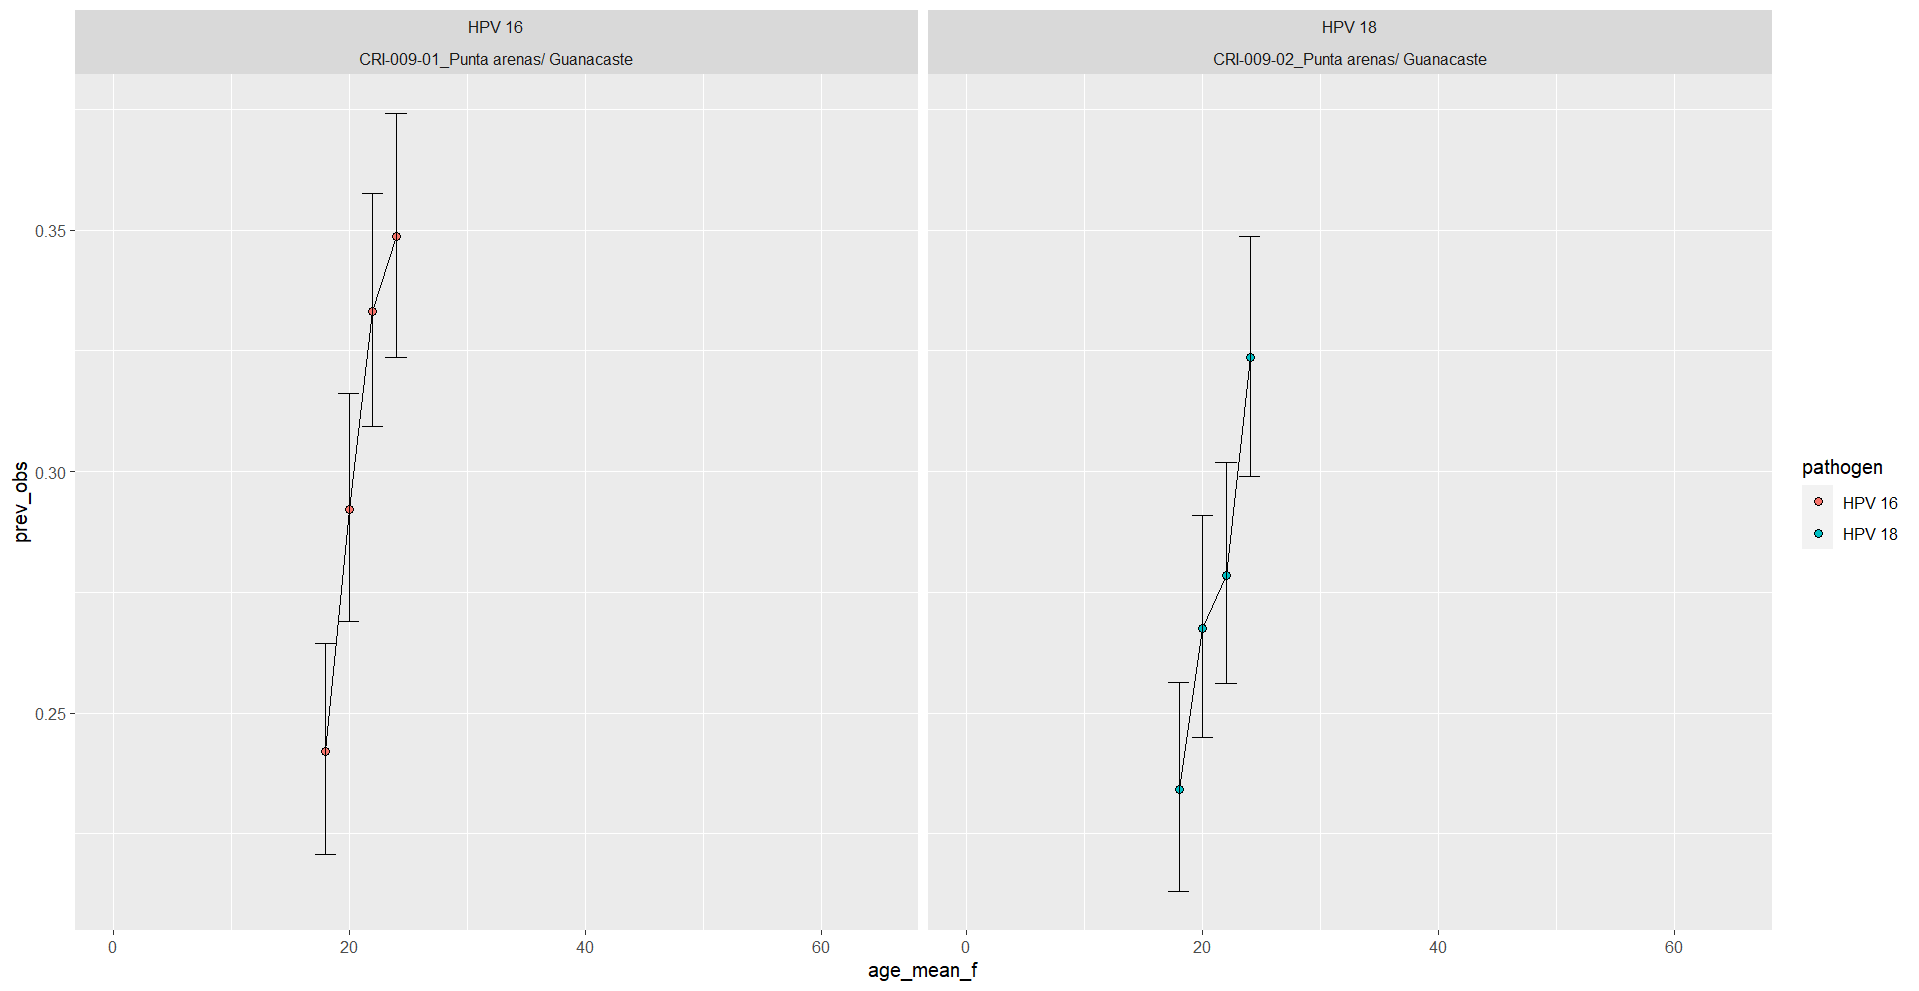 HPV 16
HPV 18
CRI-009-01_Punta arenas/ Guanacaste
CRI-009-02_Punta arenas/ Guanacaste
prev_obs
0.35
0.30
0.25
0
20
40
60
0
20
40
60
age_mean_f
pathogen
HPV 16
HPV 18